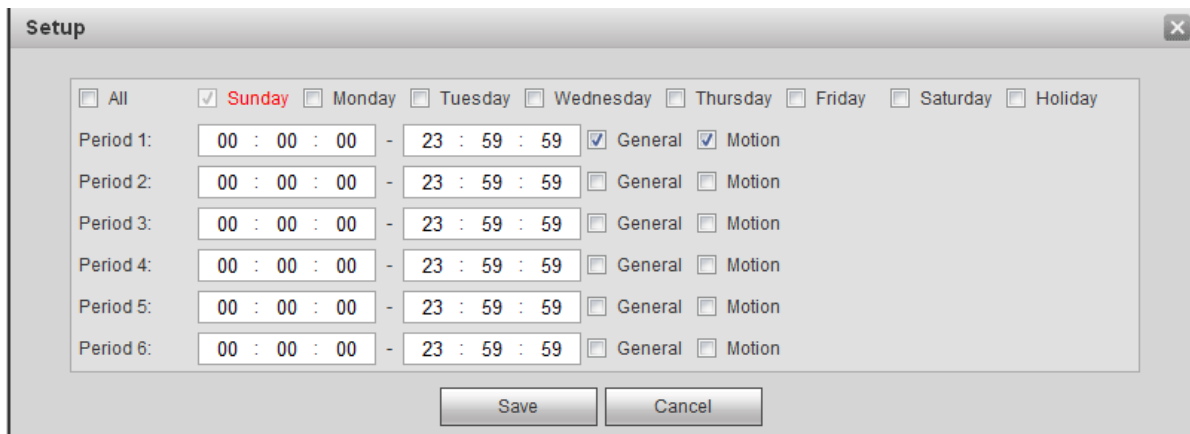 Setup
All Sunday Monday Tuesday Wednesday Thursday Friday Saturday Holiday
Period 1: 00 : 00 : 00 - 23 : 59 : 59 General Motion
Period 2: 00 : 00 : 00 - 23 : 59 : 59 General Motion
Period 3: 00 : 00 : 00 - 23 : 59 : 59 General Motion
Period 4: 00 : 00 : 00 - 23 : 59 : 59 General Motion
Period 5: 00 : 00 : 00 - 23 : 59 : 59 General Motion
Period 6: 00 : 00 : 00 - 23 : 59 : 59 General Motion
Save Cancel